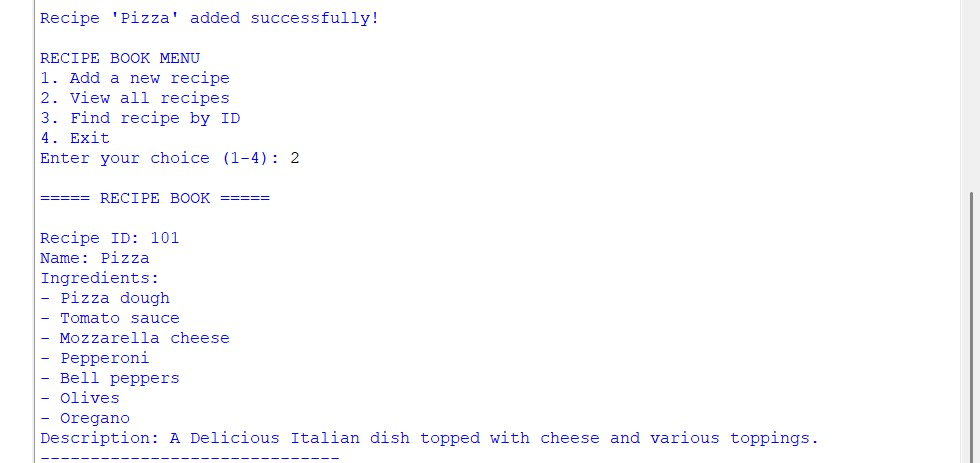 Recipe 'Pizza' added successfully!
RECIPE BOOK MENU
1. Add a new recipe
2. View all recipes
3. Find recipe by ID
4. Exit
Enter your choice (1-4): 2
===== RECIPE BOOK =====
Recipe ID: 101
Name: Pizza
Ingredients:
- Pizza dough
- Tomato sauce
- Mozzarella cheese
- Pepperoni
- Bell peppers
- Olives
- Oregano
Description: A Delicious Italian dish topped with cheese and various toppings.
------------------------------